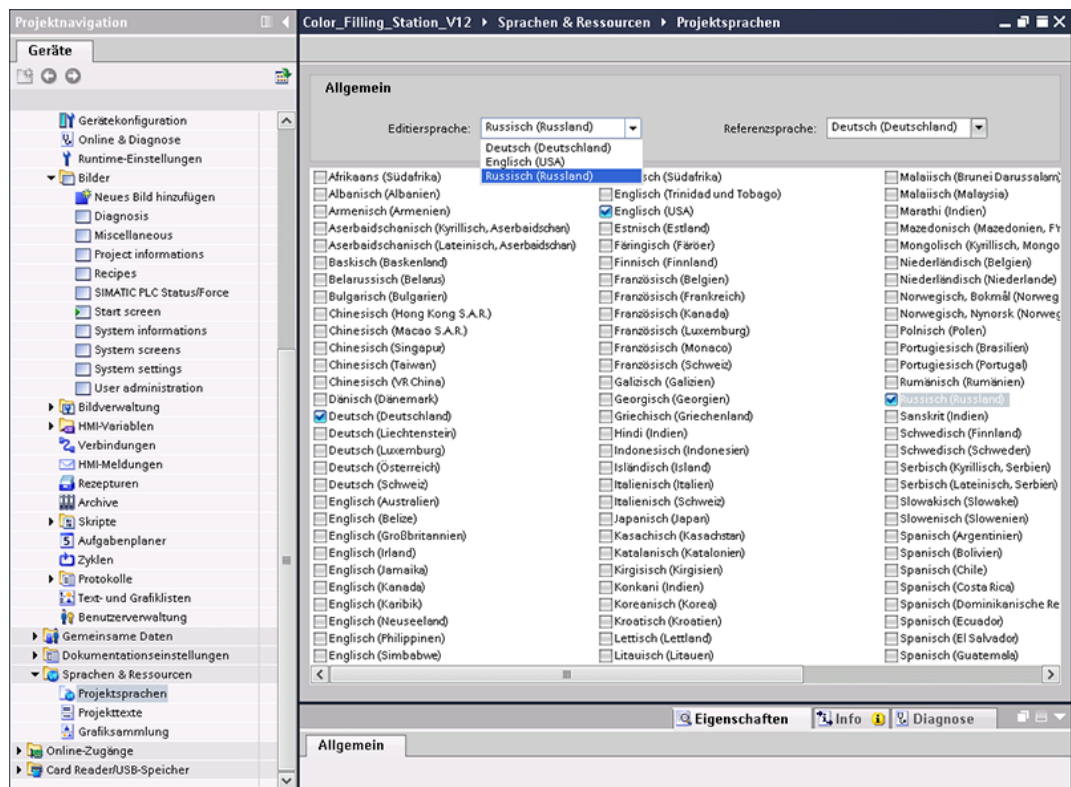 Projektnavigation
Geräte
Gerätekonfiguration
Online & Diagnose
Runtime-Einstellungen
Bilder
Neues Bild hinzufügen
Diagnosis
Miscellaneous
Project informations
Recipes
SIMATIC PLC Status/Force
Start screen
System informations
System screens
System settings
User administration
Bildverwaltung
HMI-Variablen
Verbindungen
HMI-Meldungen
Rezepturen
Archive
Skripte
Aufgabenplaner
Zyklen
Protokolle
Text- und Grafiklisten
Benutzerverwaltung
Gemeinsame Daten
Dokumentationseinstellungen
Sprachen & Ressourcen
Projektsprachen
Projekttexte
Grafiksammlung
Online-Zugänge
Card Reader/USB-Speicher
Color_Filling_Station_V12 ▸ Sprachen & Ressourcen ▸ Projektsprachen
Allgemein
Editiersprache: Russisch (Russland)
Referenzsprache: Deutsch (Deutschland)
Deutsch (Deutschland)
Englisch (USA)
Russisch (Russland)
Afrikaans (Südafrika)
Albanisch (Albanien)
Armenisch (Armenien)
Aserbaidschanisch (Kyrillisch, Aserbaidschan)
Aserbaidschanisch (Lateinisch, Aserbaidschan)
Baskisch (Baskenland)
Belarussisch (Belarus)
Bulgarisch (Bulgarien)
Chinesisch (Hong Kong S.A.R.)
Chinesisch (Macao S.A.R.)
Chinesisch (Singapur)
Chinesisch (Taiwan)
Chinesisch (VR China)
Dänisch (Dänemark)
Deutsch (Deutschland)
Deutsch (Liechtenstein)
Deutsch (Luxemburg)
Deutsch (Österreich)
Deutsch (Schweiz)
Englisch (Australien)
Englisch (Belize)
Englisch (Großbritannien)
Englisch (Irland)
Englisch (Jamaika)
Englisch (Kanada)
Englisch (Karibik)
Englisch (Neuseeland)
Englisch (Philippinen)
Englisch (Simbabwe)
sch (Südafrika)
Englisch (Trinidad und Tobago)
Englisch (USA)
Estnisch (Estland)
Färingisch (Färöer)
Finnisch (Finnland)
Französisch (Belgien)
Französisch (Frankreich)
Französisch (Kanada)
Französisch (Luxemburg)
Französisch (Monaco)
Französisch (Schweiz)
Galizisch (Galizien)
Georgisch (Georgien)
Griechisch (Griechenland)
Hindi (Indien)
Indonesisch (Indonesien)
Isländisch (Island)
Italienisch (Italien)
Italienisch (Schweiz)
Japanisch (Japan)
Kasachisch (Kasachstan)
Katalanisch (Katalonien)
Kirgisisch (Kirgisien)
Konkani (Indien)
Koreanisch (Korea)
Kroatisch (Kroatien)
Lettisch (Lettland)
Litauisch (Litauen)
Malaiisch (Brunei Darussalam)
Malaiisch (Malaysia)
Marathi (Indien)
Mazedonisch (Mazedonien, FY
Mongolisch (Kyrillisch, Mongo
Niederländisch (Belgien)
Niederländisch (Niederlande)
Norwegisch, Bokmål (Norweg
Norwegisch, Nynorsk (Norweg
Polnisch (Polen)
Portugiesisch (Brasilien)
Portugiesisch (Portugal)
Rumänisch (Rumänien)
Russisch (Russland)
Sanskrit (Indien)
Schwedisch (Finnland)
Schwedisch (Schweden)
Serbisch (Kyrillisch, Serbien)
Serbisch (Lateinisch, Serbien)
Slowakisch (Slowakei)
Slowenisch (Slowenien)
Spanisch (Argentinien)
Spanisch (Bolivien)
Spanisch (Chile)
Spanisch (Costa Rica)
Spanisch (Dominikanische Re
Spanisch (Ecuador)
Spanisch (El Salvador)
Spanisch (Guatemala)
Eigenschaften
Info
Diagnose
Allgemein